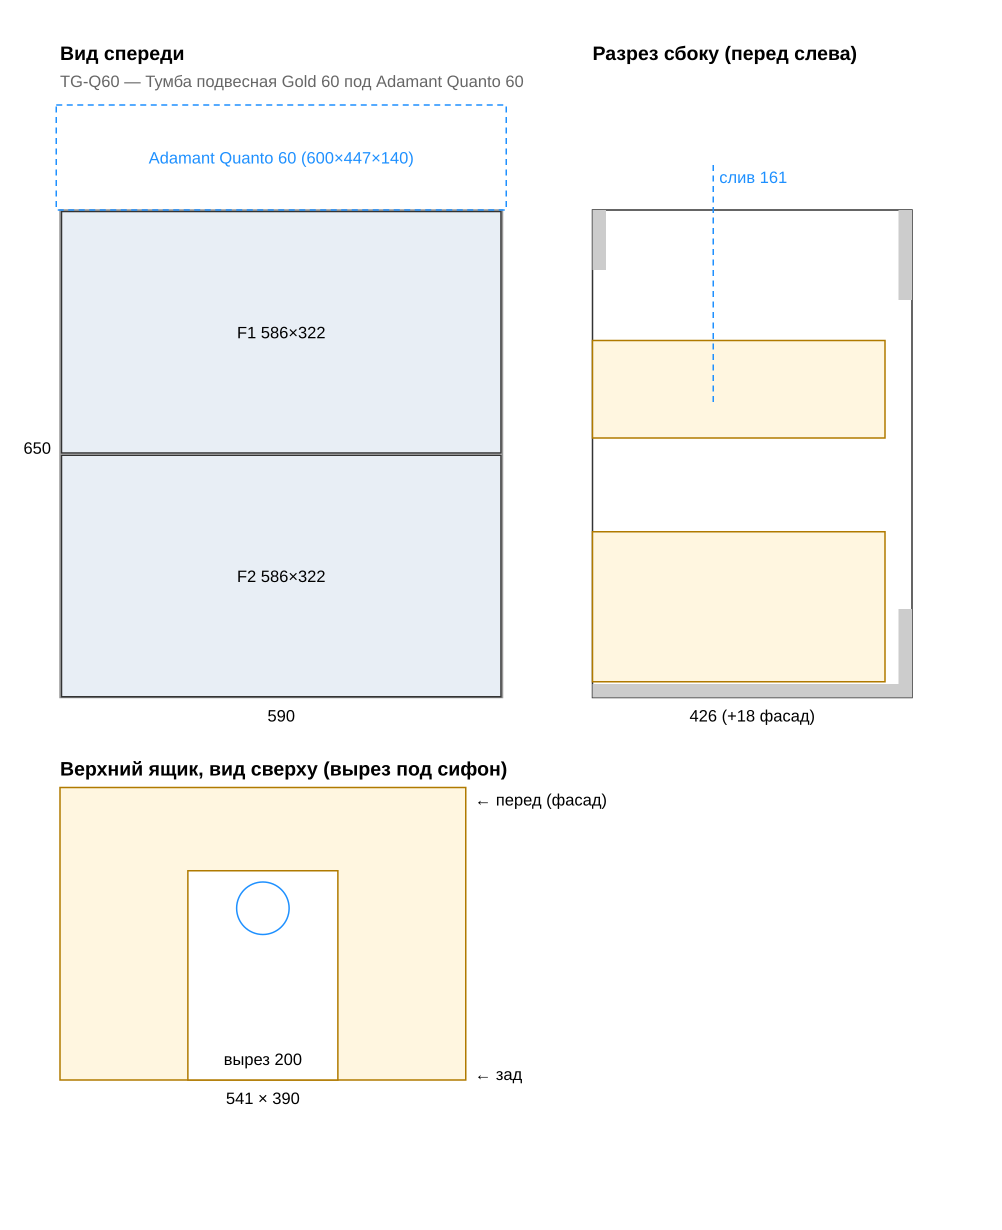 Вид спереди
TG-Q60 — Тумба подвесная Gold 60 под Adamant Quanto 60
Adamant Quanto 60 (600×447×140)
F1 586×322
650
F2 586×322
590
Разрез сбоку (перед слева)
слив 161
426 (+18 фасад)
Верхний ящик, вид сверху (вырез под сифон)
← перед (фасад)
вырез 200
← зад
541 × 390